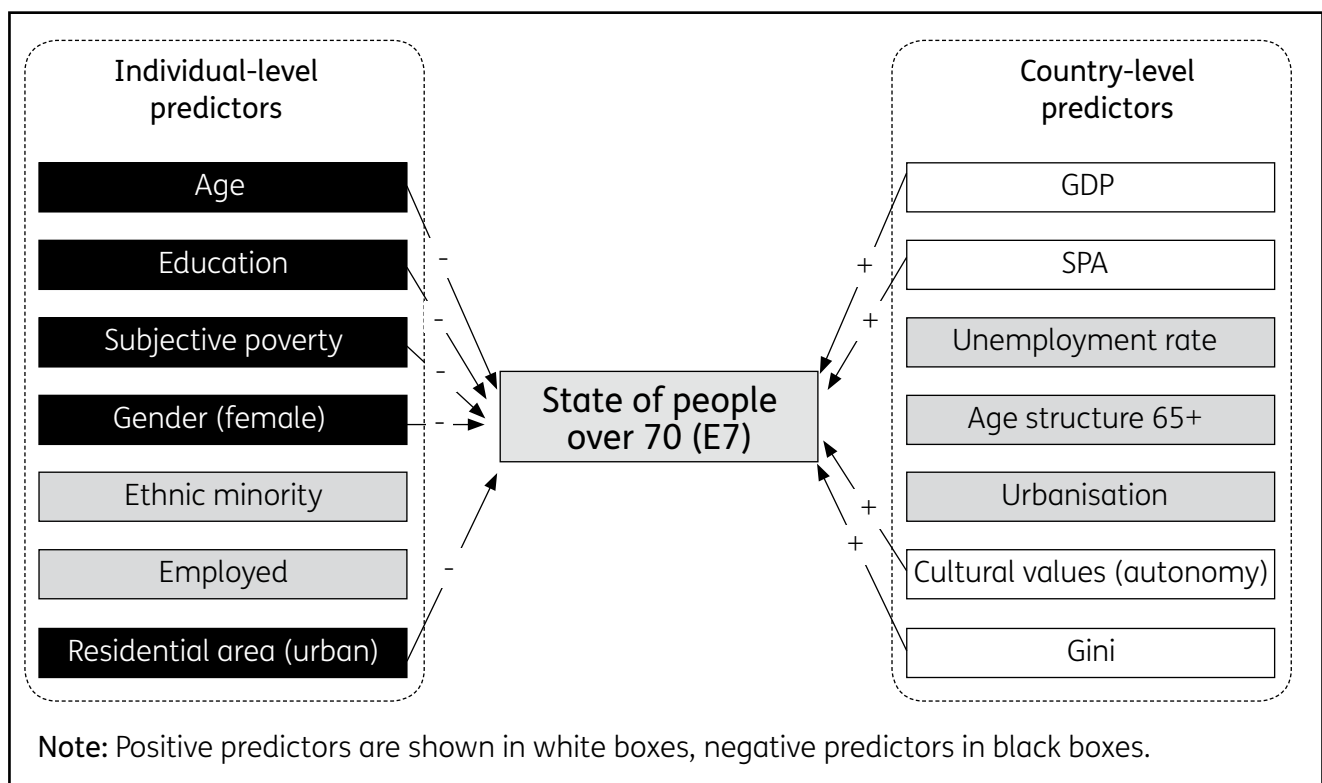 Individual-level
predictors
Age
Education
Subjective poverty
Gender (female)
Ethnic minority
Employed
Residential area (urban)
-
-
-
-
-
State of people
over 70 (E7)
+
+
+
+
Country-level
predictors
GDP
SPA
Unemployment rate
Age structure 65+
Urbanisation
Cultural values (autonomy)
Gini
Note: Positive predictors are shown in white boxes, negative predictors in black boxes.